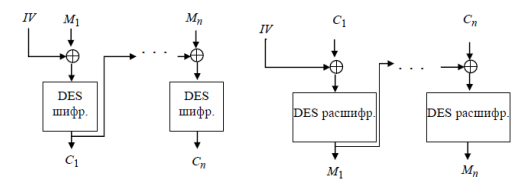 IV M₁ . . . Mₙ
DES шифр.
DES шифр.
C₁ Cₙ
IV C₁ . . . Cₙ
DES расшифр.
DES расшифр.
M₁ Mₙ